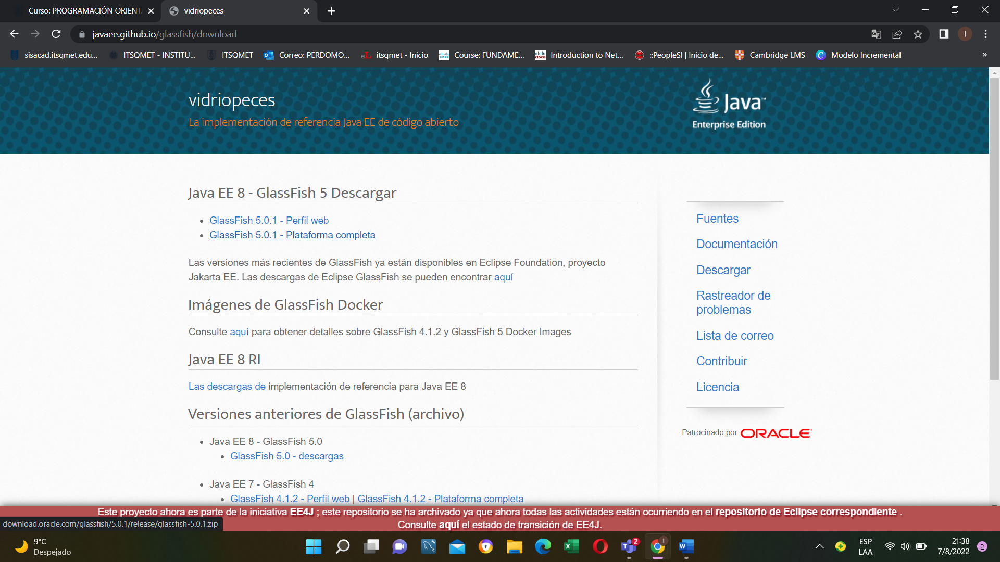 Curso: PROGRAMACIÓN ORIENT
vidriopeces
javaee.github.io/glassfish/download
I
sisacad.itsqmet.edu...
ITSQMET - INSTITU...
ITSQMET
Correo: PERDOMO...
eL itsqmet - Inicio
Course: FUNDAME...
Introduction to Net...
::PeopleSI | Inicio de...
Cambridge LMS
Modelo Incremental
»
vidriopeces
La implementación de referencia Java EE de código abierto
Java™
Enterprise Edition
Java EE 8 - GlassFish 5 Descargar
GlassFish 5.0.1 - Perfil web
GlassFish 5.0.1 - Plataforma completa
Las versiones más recientes de GlassFish ya están disponibles en Eclipse Foundation, proyecto
Jakarta EE. Las descargas de Eclipse GlassFish se pueden encontrar aquí
Imágenes de GlassFish Docker
Consulte aquí para obtener detalles sobre GlassFish 4.1.2 y GlassFish 5 Docker Images
Java EE 8 RI
Las descargas de implementación de referencia para Java EE 8
Versiones anteriores de GlassFish (archivo)
Java EE 8 - GlassFish 5.0
GlassFish 5.0 - descargas
Java EE 7 - GlassFish 4
GlassFish 4.1.2 - Perfil web | GlassFish 4.1.2 - Plataforma completa
Fuentes
Documentación
Descargar
Rastreador de
problemas
Lista de correo
Contribuir
Licencia
Patrocinado por ORACLE
Este proyecto ahora es parte de la iniciativa EE4J ; este repositorio se ha archivado ya que ahora todas las actividades están ocurriendo en el repositorio de Eclipse correspondiente .
Consulte aquí el estado de transición de EE4J.
download.oracle.com/glassfish/5.0.1/release/glassfish-5.0.1.zip
9°C
Despejado
2
ESP
LAA
21:38
7/8/2022
2